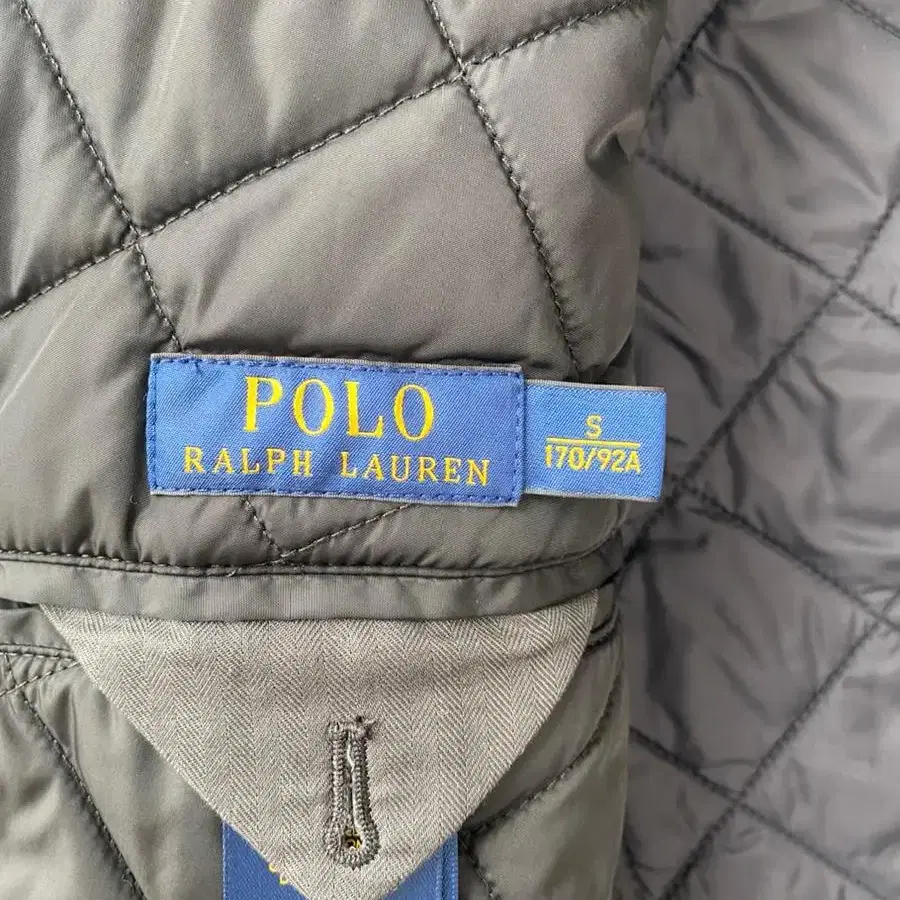 POLO
RALPH LAUREN
S
170/92A